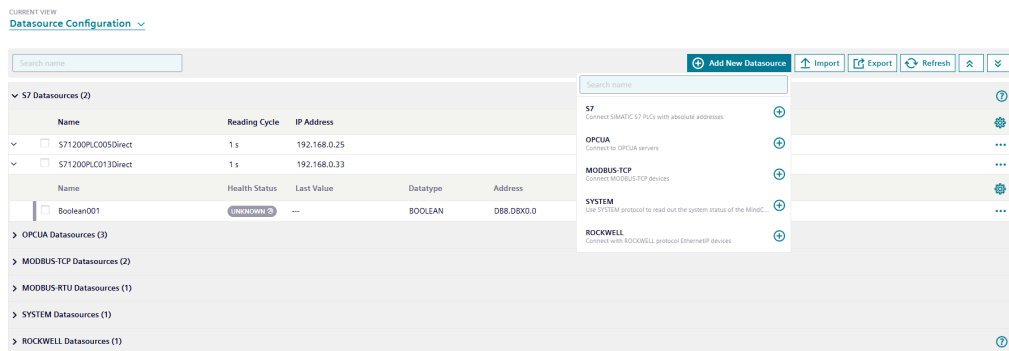 CURRENT VIEW
Datasource Configuration
Search name
Add New Datasource
Import
Export
Refresh
Search name
S7
Connect SIMATIC S7 PLCs with absolute addresses
OPCUA
Connect to OPCUA servers
MODBUS-TCP
Connect MODBUS-TCP devices
SYSTEM
Use SYSTEM protocol to read out the system status of the MindC...
ROCKWELL
Connect with ROCKWELL protocol EthernetIP devices
S7 Datasources (2)
Name Reading Cycle IP Address
S71200PLC005Direct 1 s 192.168.0.25
S71200PLC013Direct 1 s 192.168.0.33
Name Health Status Last Value Datatype Address
Boolean001 UNKNOWN --- BOOLEAN DB8.DBX0.0
OPCUA Datasources (3)
MODBUS-TCP Datasources (2)
MODBUS-RTU Datasources (1)
SYSTEM Datasources (1)
ROCKWELL Datasources (1)